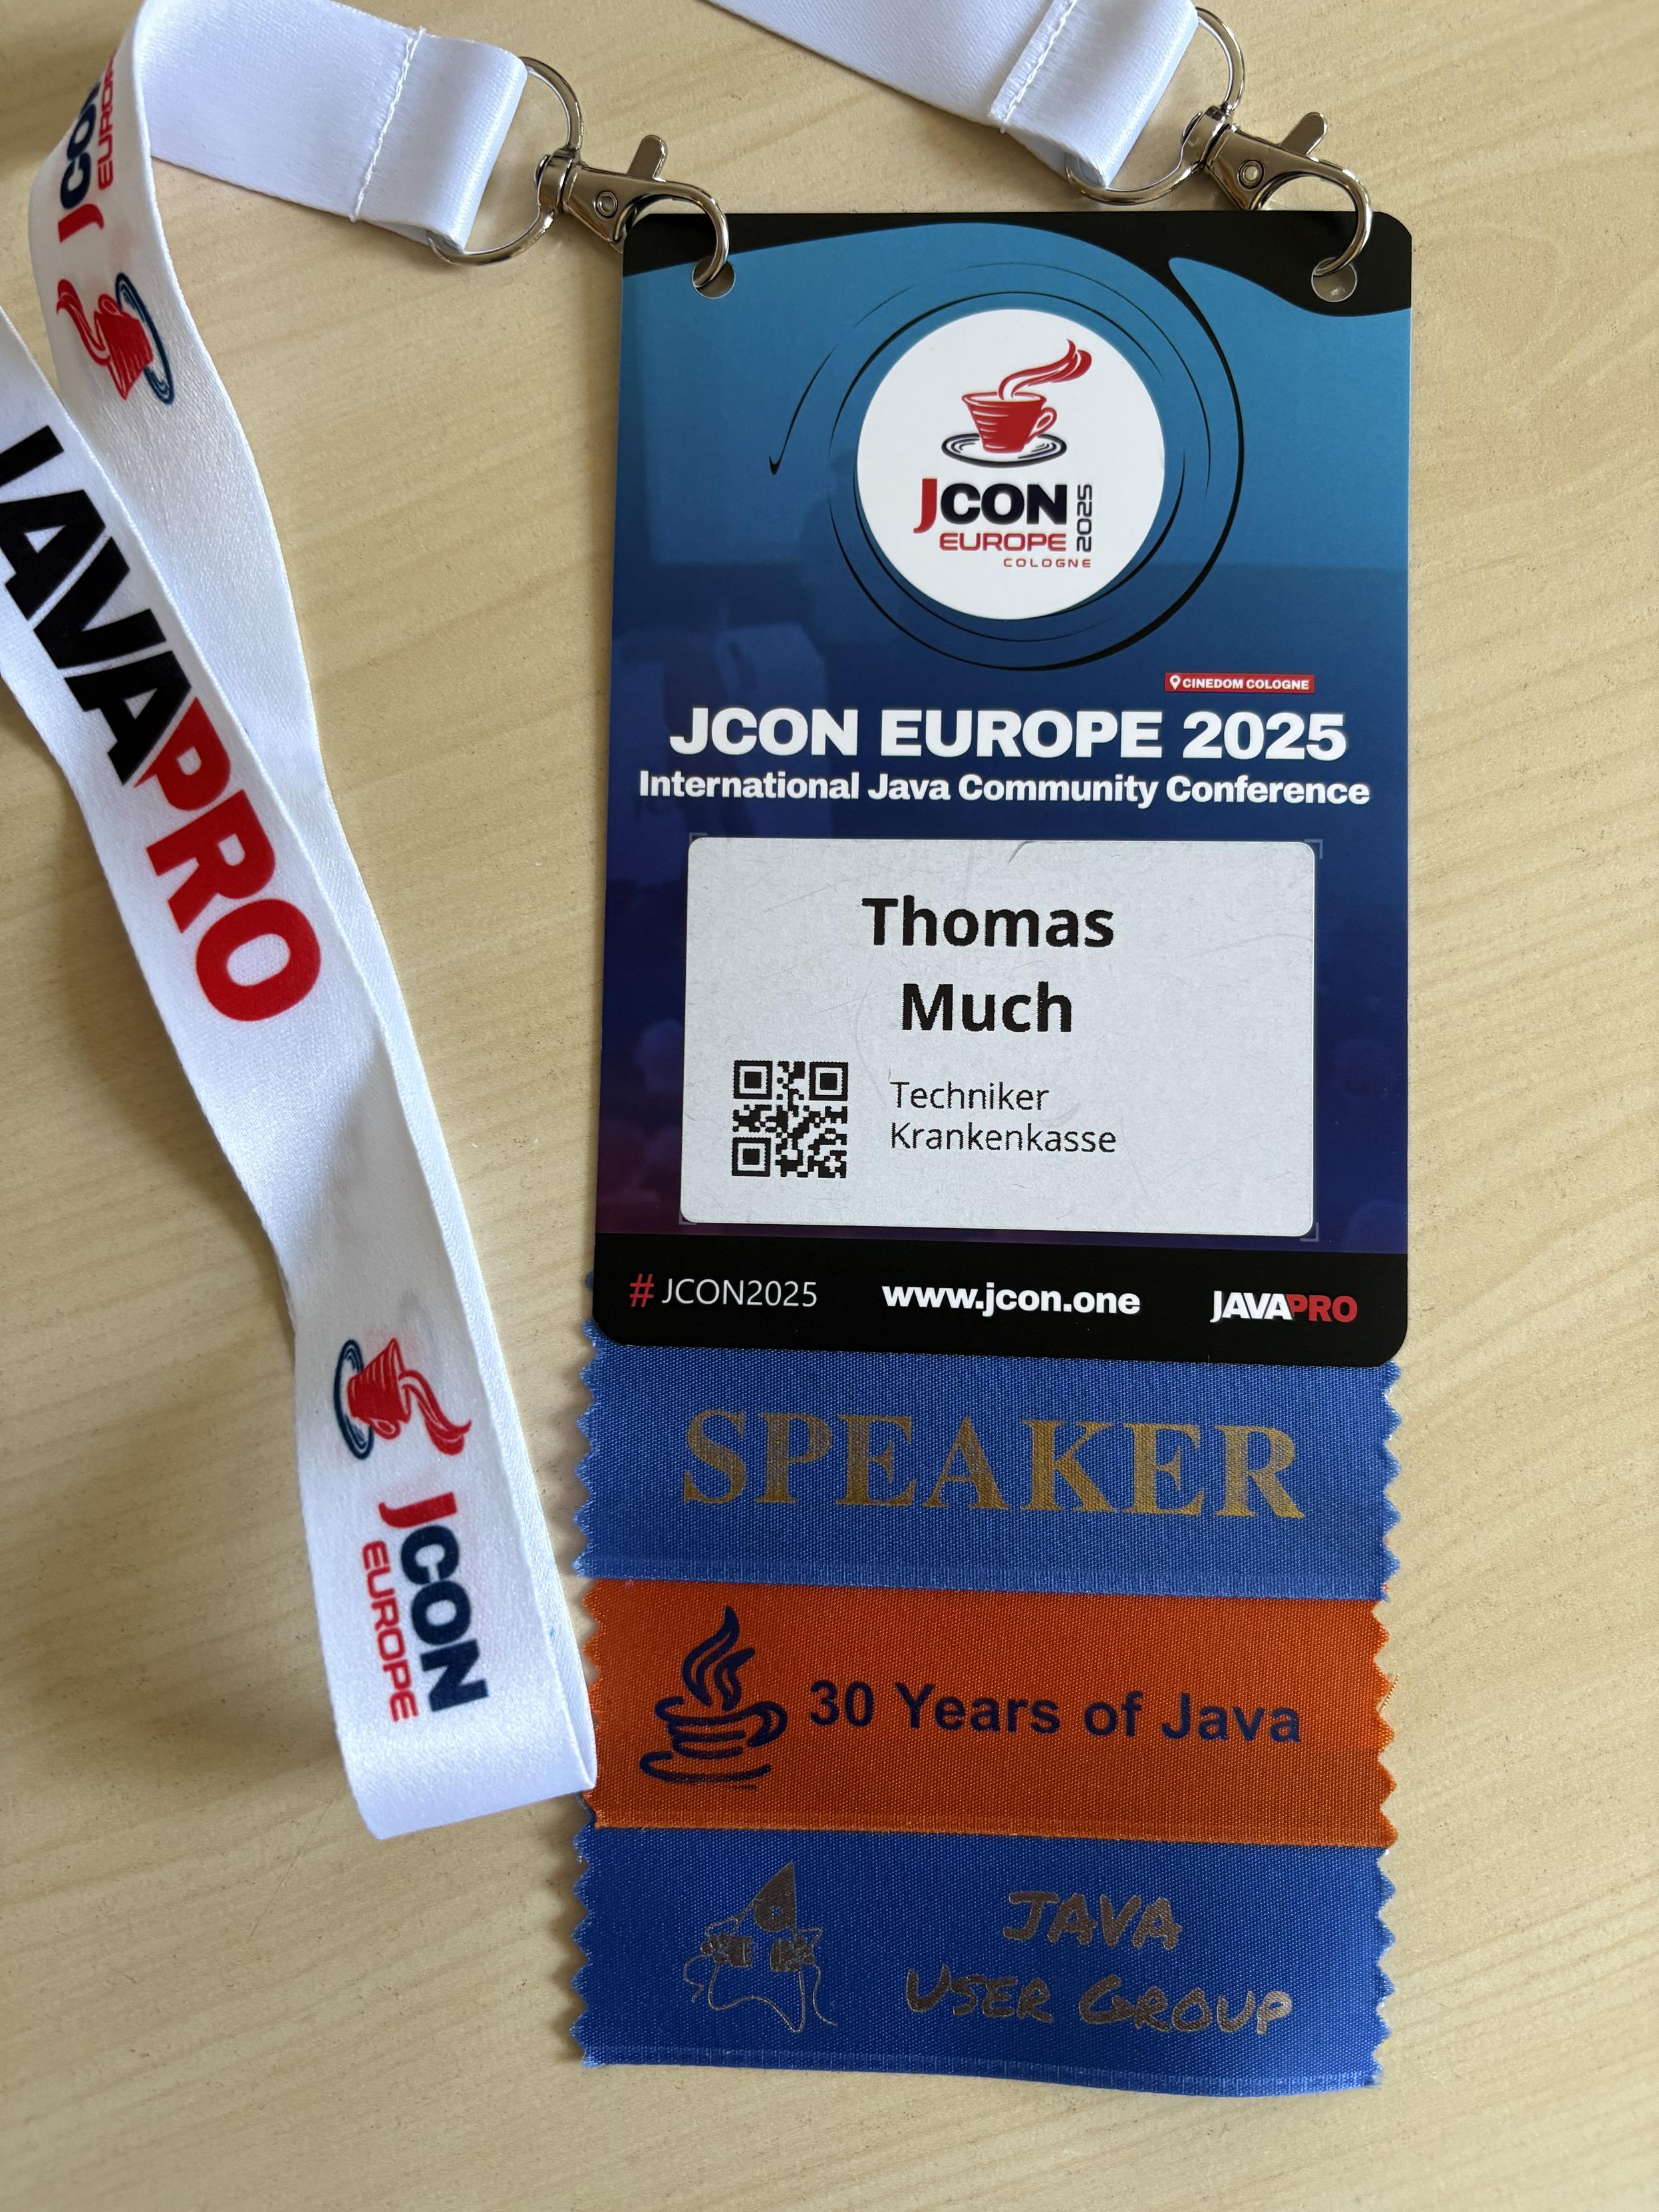 JCON
EUROPE
JAVAPRO
JCON
EUROPE
JCON
EUROPE
2025
COLOGNE
CINEDOM COLOGNE
JCON EUROPE 2025
International Java Community Conference
Thomas
Much
Techniker
Krankenkasse
#JCON2025
www.jcon.one
JAVAPRO
SPEAKER
30 Years of Java
JAVA
USER GROUP